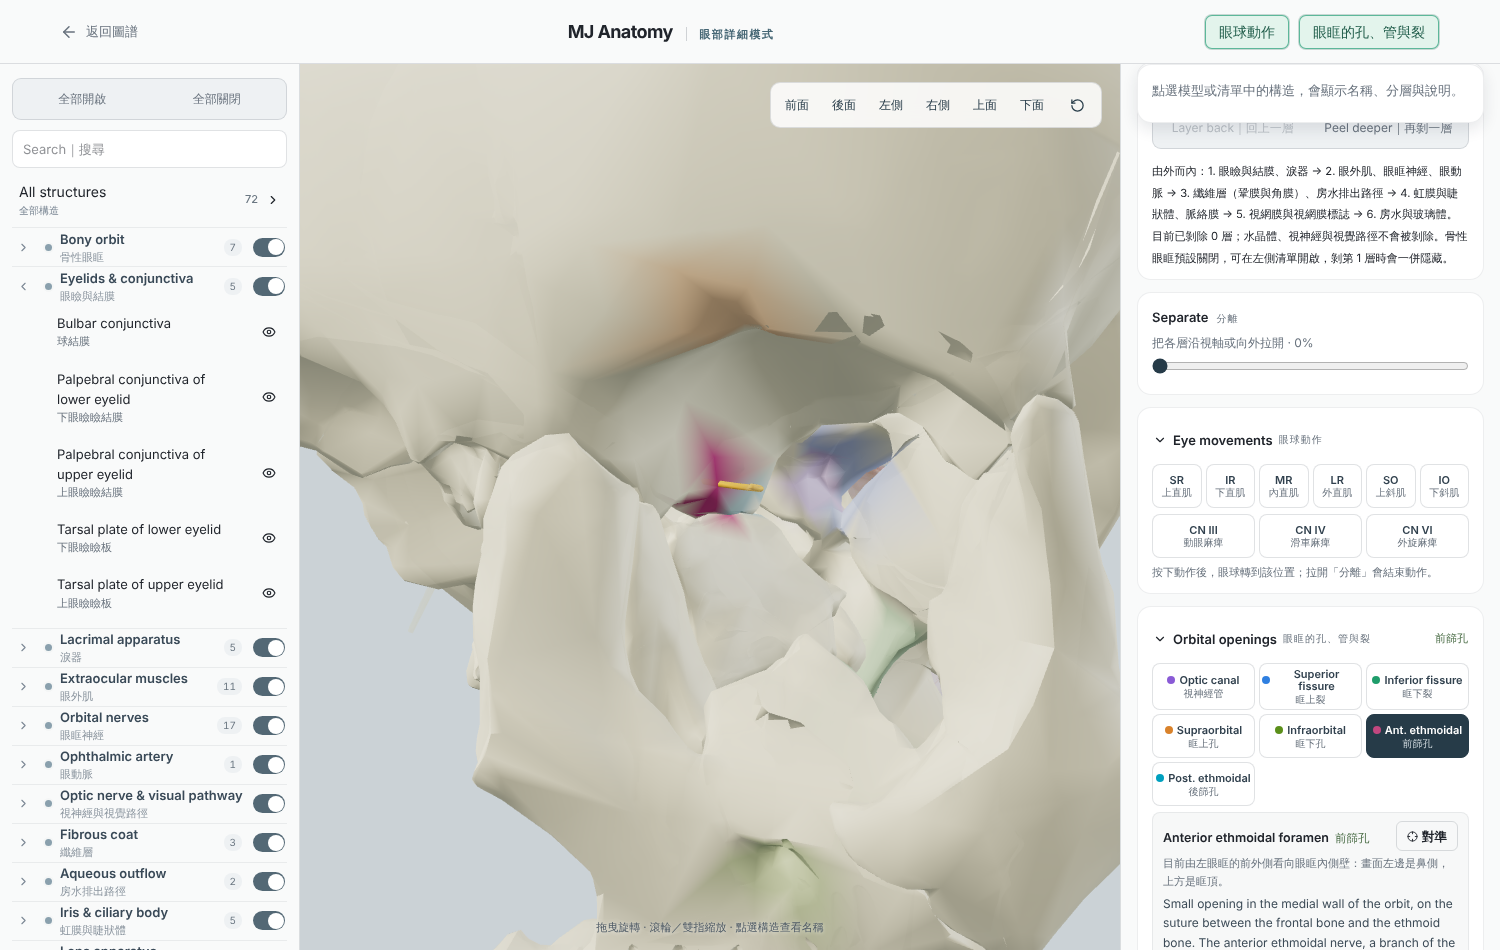 返回圖譜
MJ Anatomy
眼部詳細模式
眼球動作
眼眶的孔、管與裂
全部開啟
全部關閉
Search｜搜尋
All structures
全部構造
72
Bony orbit
骨性眼眶
7
Eyelids & conjunctiva
眼瞼與結膜
5
Bulbar conjunctiva
球結膜
Palpebral conjunctiva of
lower eyelid
下眼瞼瞼結膜
Palpebral conjunctiva of
upper eyelid
上眼瞼瞼結膜
Tarsal plate of lower eyelid
下眼瞼瞼板
Tarsal plate of upper eyelid
上眼瞼瞼板
Lacrimal apparatus
淚器
5
Extraocular muscles
眼外肌
11
Orbital nerves
眼眶神經
17
Ophthalmic artery
眼動脈
1
Optic nerve & visual pathway
視神經與視覺路徑
3
Fibrous coat
纖維層
3
Aqueous outflow
房水排出路徑
2
Iris & ciliary body
虹膜與睫狀體
5
Lens apparatus
前面
後面
左側
右側
上面
下面
拖曳旋轉 · 滾輪／雙指縮放 · 點選構造查看名稱
點選模型或清單中的構造，會顯示名稱、分層與說明。
Layer back｜回上一層
Peel deeper｜再剝一層
由外而內：1. 眼瞼與結膜、淚器 → 2. 眼外肌、眼眶神經、眼動
脈 → 3. 纖維層（鞏膜與角膜）、房水排出路徑 → 4. 虹膜與睫
狀體、脈絡膜 → 5. 視網膜與視網膜標誌 → 6. 房水與玻璃體。
目前已剝除 0 層；水晶體、視神經與視覺路徑不會被剝除。骨性
眼眶預設關閉，可在左側清單開啟，剝第 1 層時會一併隱藏。
Separate 分離
把各層沿視軸或向外拉開 · 0%
Eye movements 眼球動作
SR
上直肌
IR
下直肌
MR
內直肌
LR
外直肌
SO
上斜肌
IO
下斜肌
CN III
動眼麻痺
CN IV
滑車麻痺
CN VI
外旋麻痺
按下動作後，眼球轉到該位置；拉開「分離」會結束動作。
Orbital openings 眼眶的孔、管與裂
前篩孔
Optic canal
視神經管
Superior
fissure
眶上裂
Inferior fissure
眶下裂
Supraorbital
眶上孔
Infraorbital
眶下孔
Ant. ethmoidal
前篩孔
Post. ethmoidal
後篩孔
Anterior ethmoidal foramen 前篩孔
對準
目前由左眼眶的前外側看向眼眶內側壁：畫面左邊是鼻側，
上方是眶頂。
Small opening in the medial wall of the orbit, on the
suture between the frontal bone and the ethmoid
bone. The anterior ethmoidal nerve, a branch of the